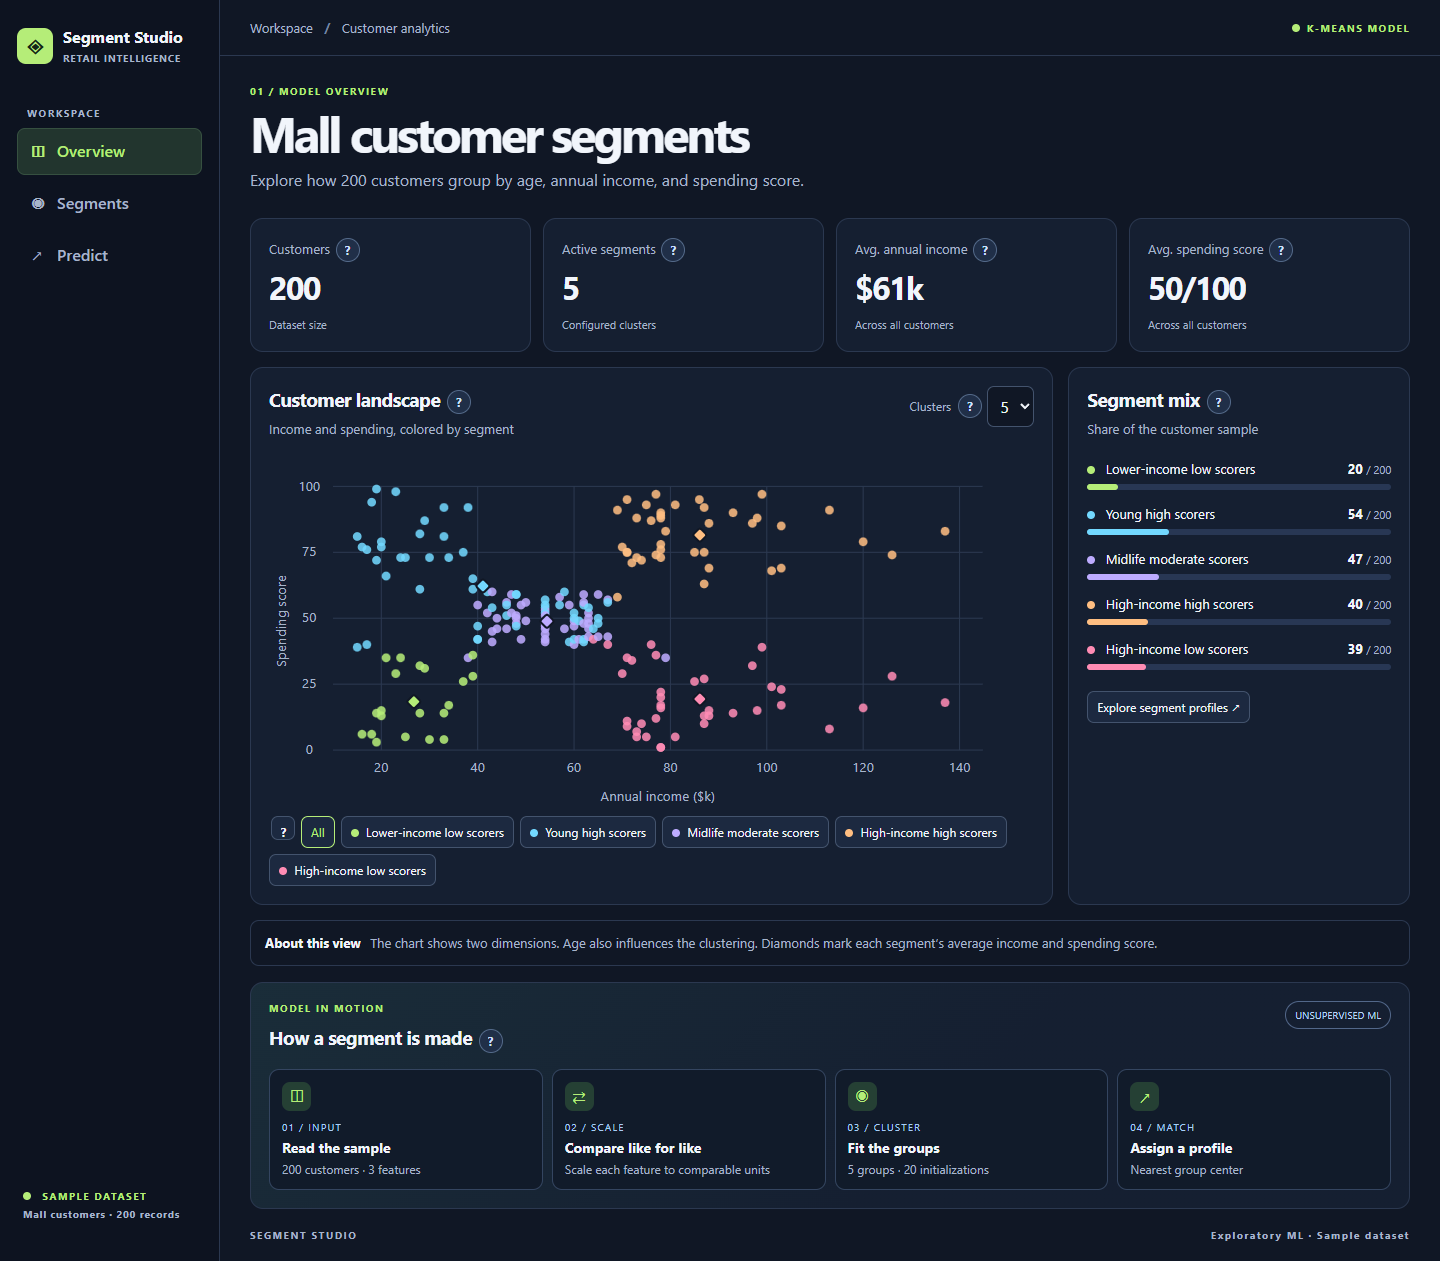 Segment Studio
RETAIL INTELLIGENCE
WORKSPACE
Overview
Segments
Predict
SAMPLE DATASET
Mall customers · 200 records
Workspace / Customer analytics
K-MEANS MODEL
01 / MODEL OVERVIEW
Mall customer segments
Explore how 200 customers group by age, annual income, and spending score.
Customers ?
200
Dataset size
Active segments ?
5
Configured clusters
Avg. annual income ?
$61k
Across all customers
Avg. spending score ?
50/100
Across all customers
Customer landscape ?
Income and spending, colored by segment
Clusters ? 5
100
75
50
25
0
Spending score
20 40 60 80 100 120 140
Annual income ($k)
? All Lower-income low scorers Young high scorers Midlife moderate scorers High-income high scorers
High-income low scorers
Segment mix ?
Share of the customer sample
Lower-income low scorers 20 / 200
Young high scorers 54 / 200
Midlife moderate scorers 47 / 200
High-income high scorers 40 / 200
High-income low scorers 39 / 200
Explore segment profiles ↗
About this view The chart shows two dimensions. Age also influences the clustering. Diamonds mark each segment's average income and spending score.
MODEL IN MOTION
How a segment is made ?
UNSUPERVISED ML
01 / INPUT
Read the sample
200 customers · 3 features
02 / SCALE
Compare like for like
Scale each feature to comparable units
03 / CLUSTER
Fit the groups
5 groups · 20 initializations
04 / MATCH
Assign a profile
Nearest group center
SEGMENT STUDIO
Exploratory ML · Sample dataset